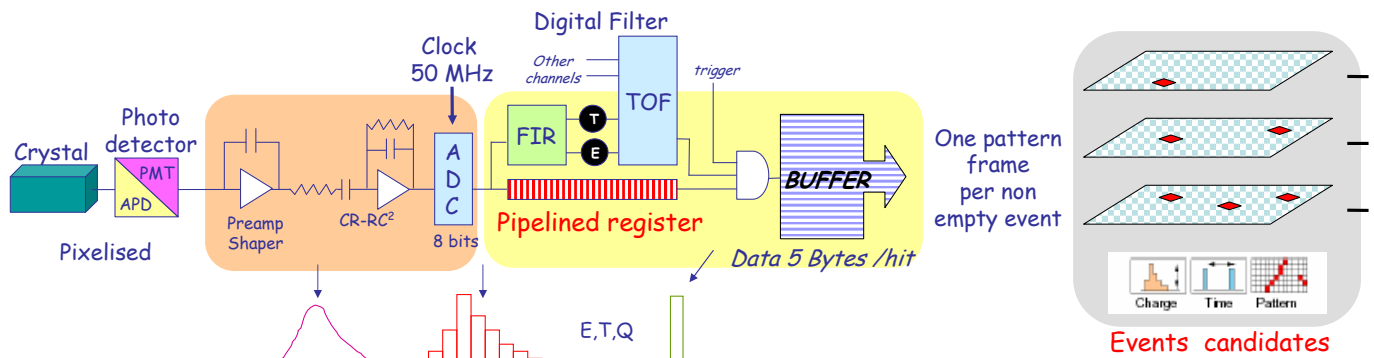 Digital Filter
Clock
50 MHz
Other
channels
trigger
TOF
Photo
detector
Crystal
PMT
APD
Pixelised
Preamp
Shaper
CR-RC²
A
D
C
8 bits
FIR
T
E
Pipelined register
BUFFER
Data 5 Bytes /hit
E,T,Q
One pattern
frame
per non
empty event
Charge
Time
Pattern
Events candidates